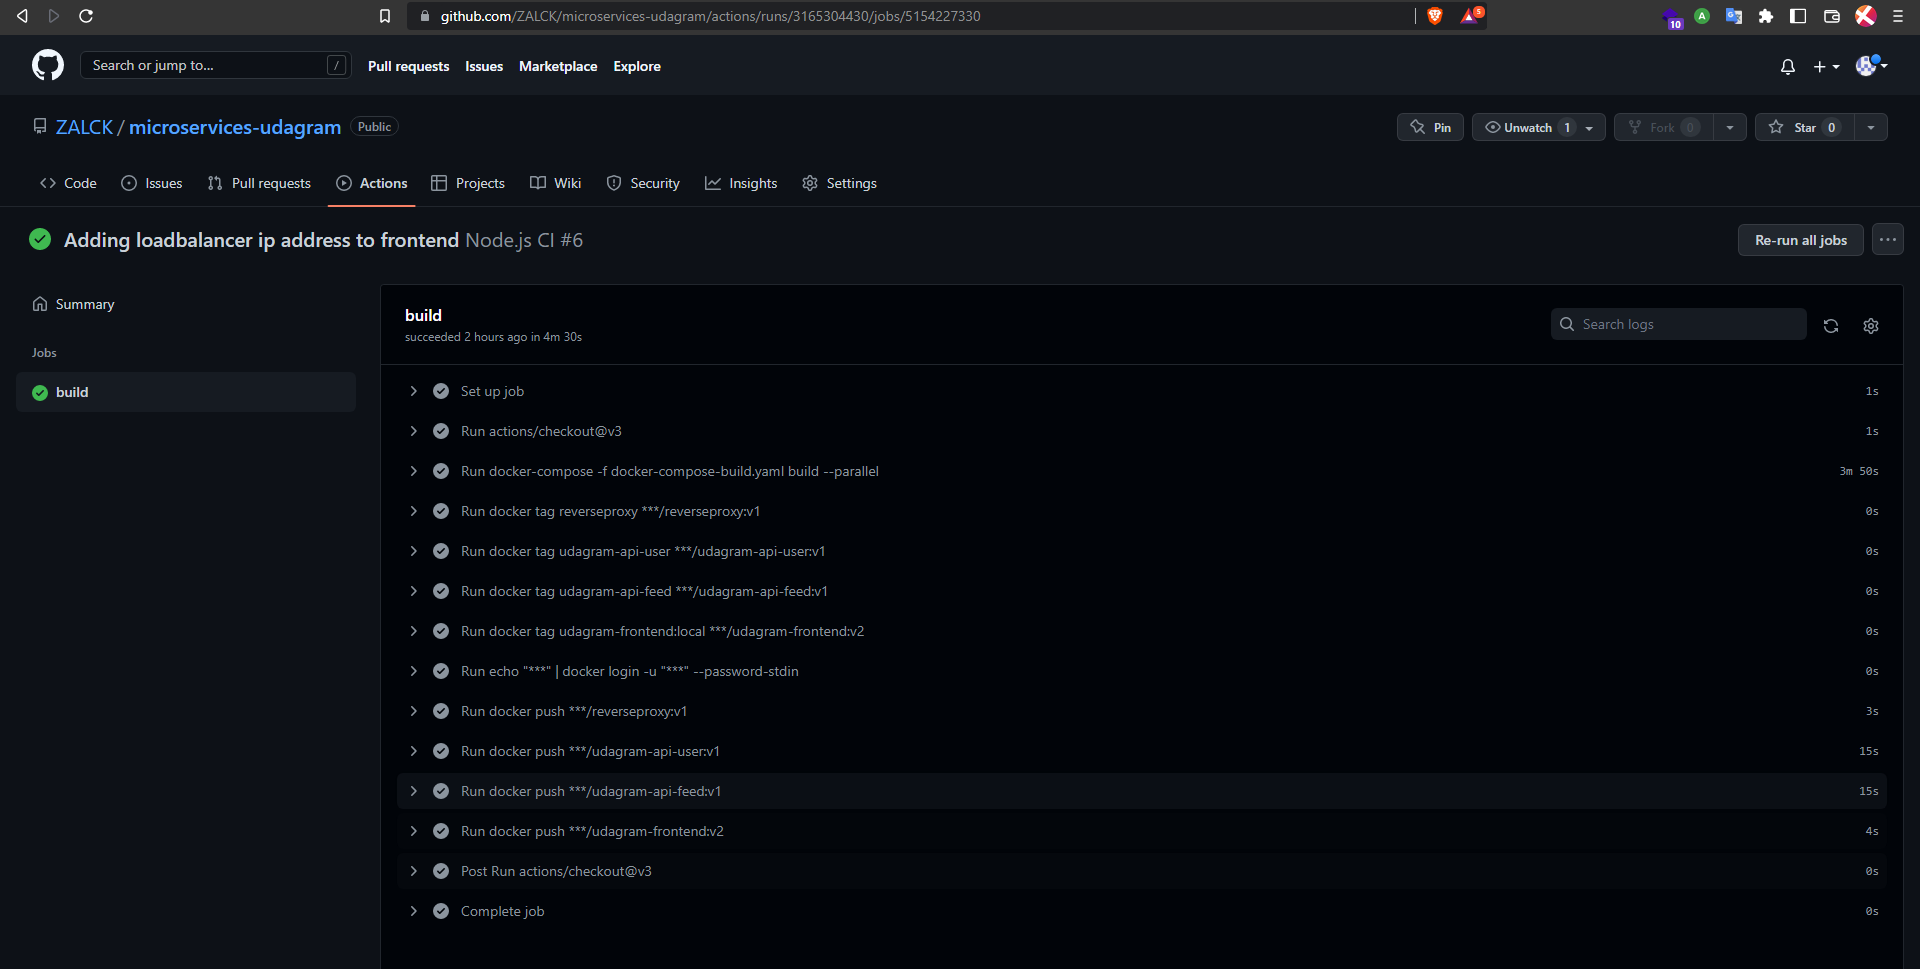 github.com/ZALCK/microservices-udagram/actions/runs/3165304430/jobs/5154227330
5
10
A
Search or jump to...
/
Pull requests
Issues
Marketplace
Explore
ZALCK / microservices-udagram
Public
Pin
Unwatch 1
Fork 0
Star 0
Code
Issues
Pull requests
Actions
Projects
Wiki
Security
Insights
Settings
Adding loadbalancer ip address to frontend Node.js CI #6
Re-run all jobs
...
Summary
Jobs
build
build
succeeded 2 hours ago in 4m 30s
Search logs
Set up job 1s
Run actions/checkout@v3 1s
Run docker-compose -f docker-compose-build.yaml build --parallel 3m 50s
Run docker tag reverseproxy ***/reverseproxy:v1 0s
Run docker tag udagram-api-user ***/udagram-api-user:v1 0s
Run docker tag udagram-api-feed ***/udagram-api-feed:v1 0s
Run docker tag udagram-frontend:local ***/udagram-frontend:v2 0s
Run echo "***" | docker login -u "***" --password-stdin 0s
Run docker push ***/reverseproxy:v1 3s
Run docker push ***/udagram-api-user:v1 15s
Run docker push ***/udagram-api-feed:v1 15s
Run docker push ***/udagram-frontend:v2 4s
Post Run actions/checkout@v3 0s
Complete job 0s